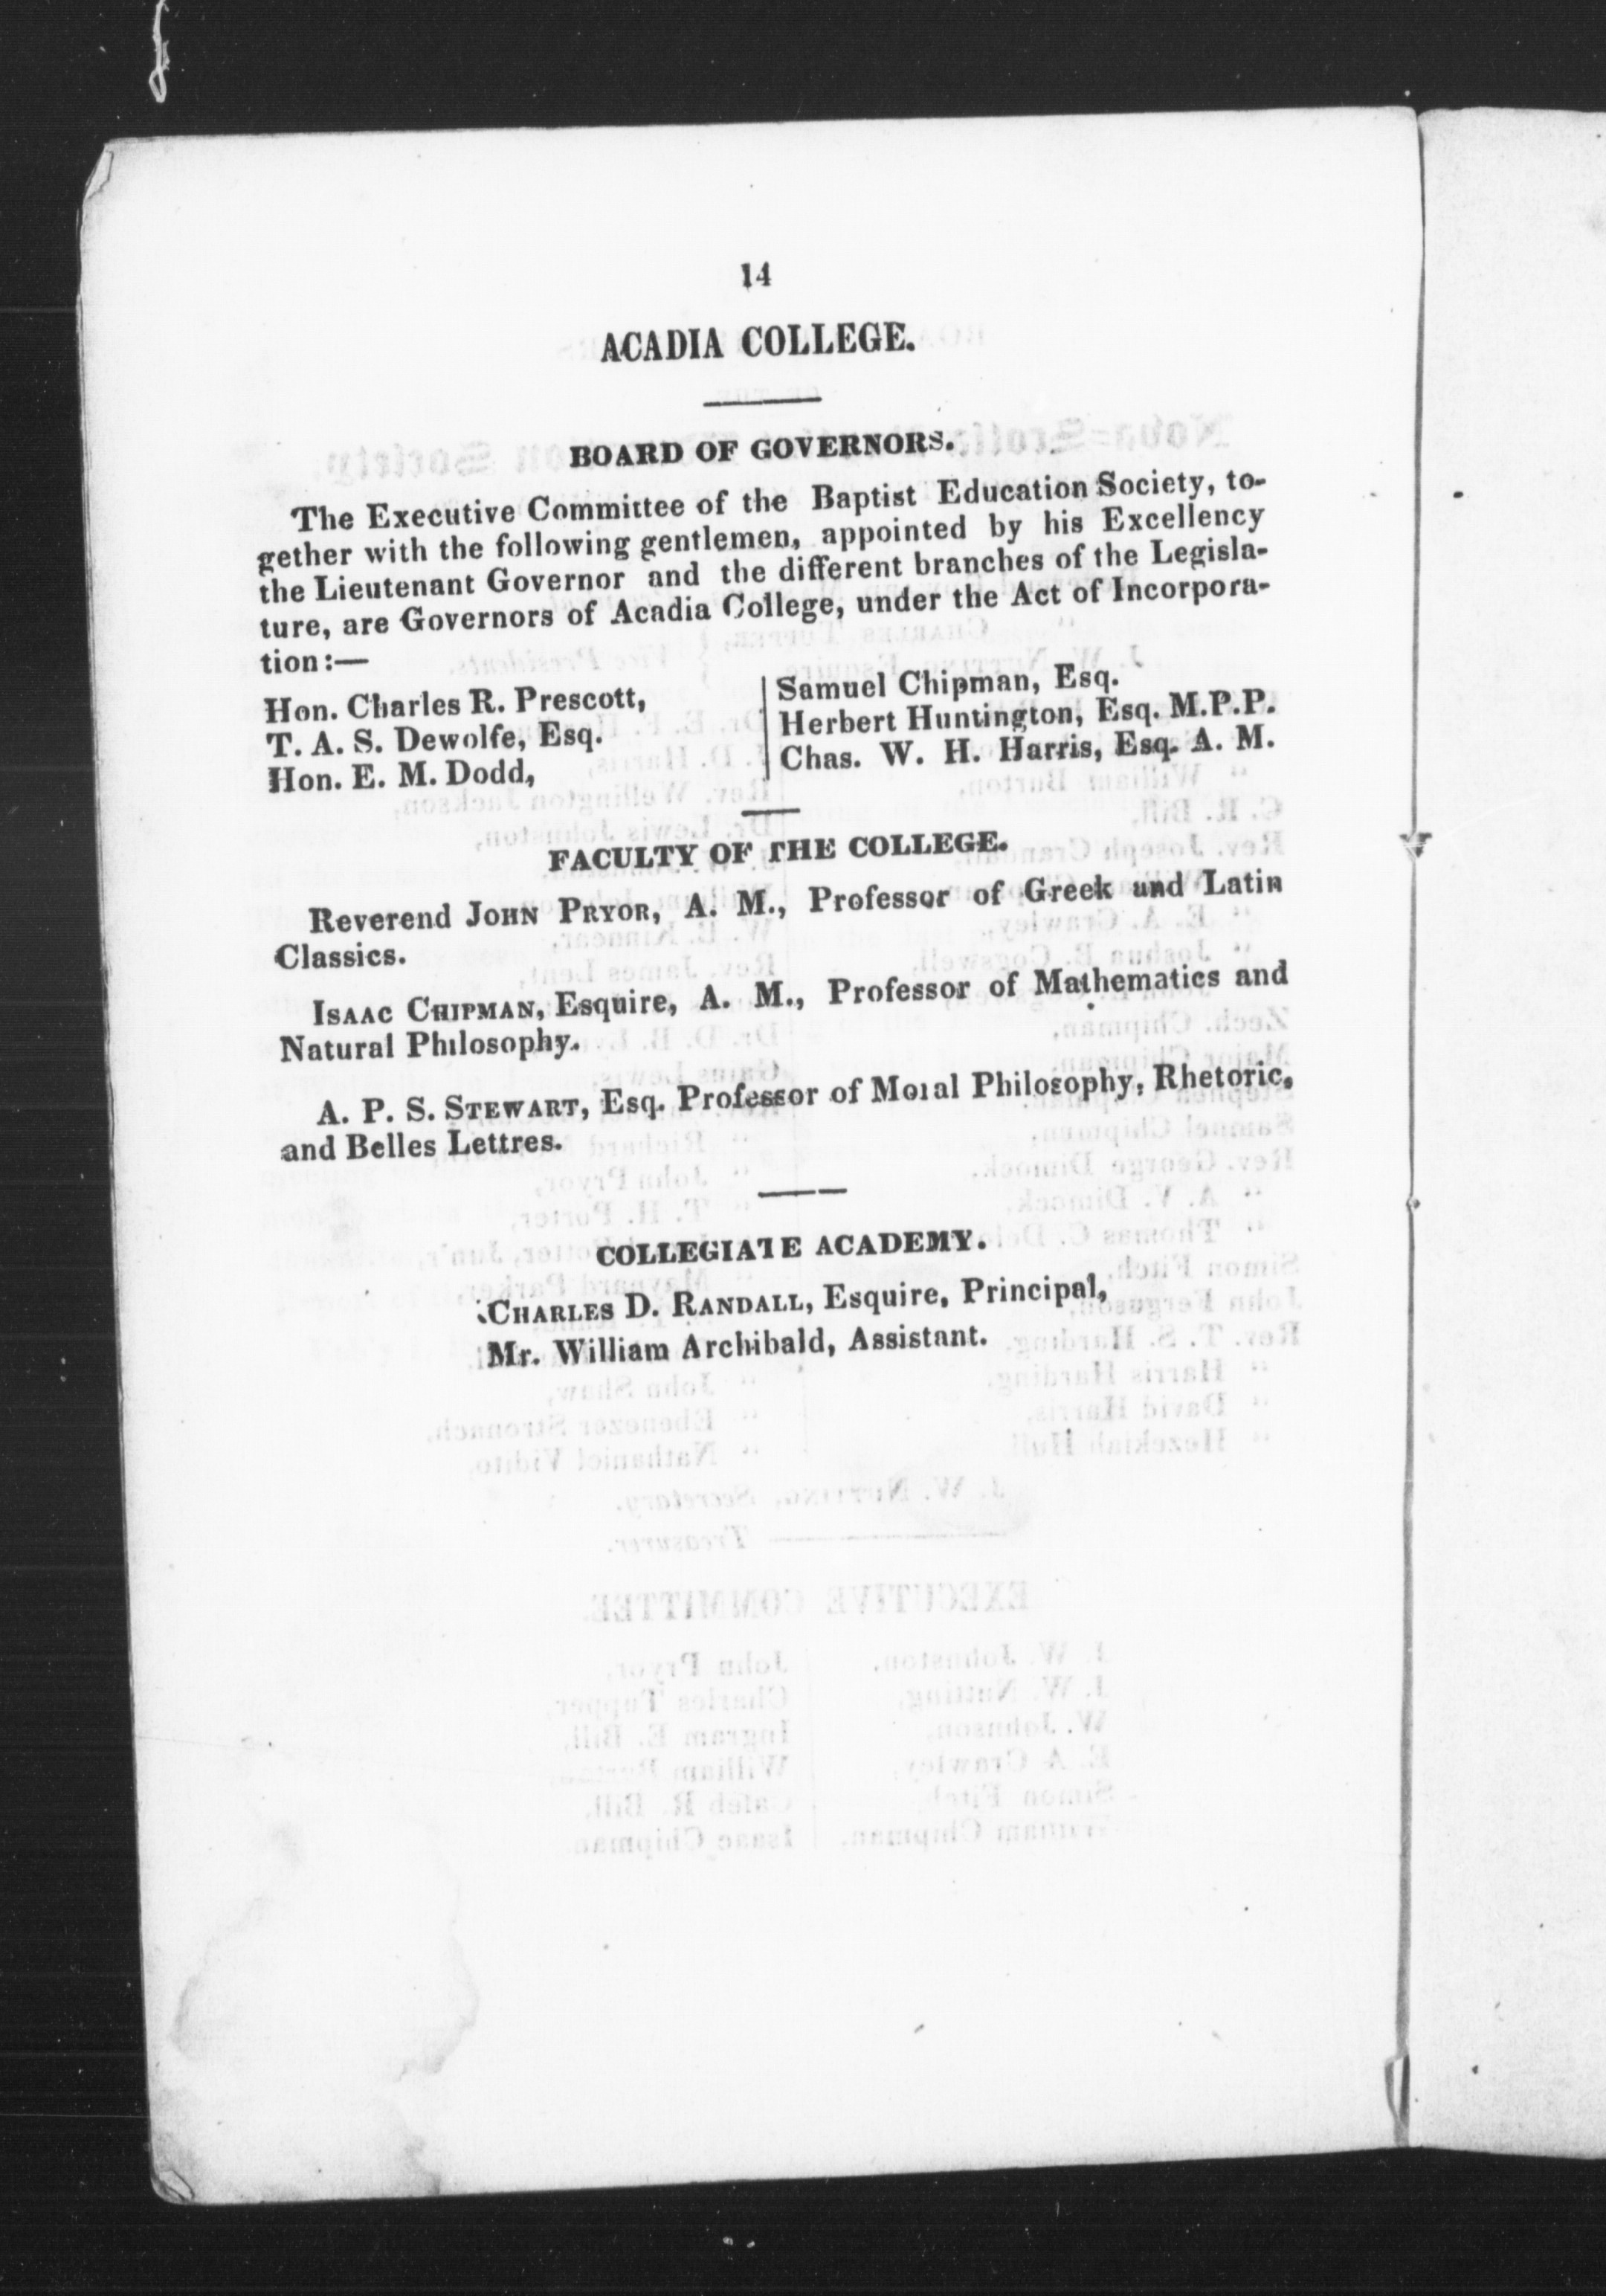 14
ACADIA COLLEGE.
BOARD OF GOVERNORS.
The Executive Committee of the Baptist Education Society, to-
gether with the following gentlemen, appointed by his Excellency
the Lieutenant Governor and the different branches of the Legisla-
ture, are Governors of Acadia College, under the Act of Incorpora-
tion:—
Hon. Charles R. Prescott,
T. A. S. Dewolfe, Esq.
Hon. E. M. Dodd,
Samuel Chipman, Esq.
Herbert Huntington, Esq. M.P.P.
Chas. W. H. Harris, Esq. A. M.
FACULTY OF THE COLLEGE.
Reverend JOHN PRYOR, A. M., Professor of Greek and Latin
Classics.
ISAAC CHIPMAN, Esquire, A. M., Professor of Mathematics and
Natural Philosophy.
A. P. S. STEWART, Esq. Professor of Moral Philosophy, Rhetoric,
and Belles Lettres.
COLLEGIATE ACADEMY.
CHARLES D. RANDALL, Esquire, Principal,
Mr. William Archibald, Assistant.